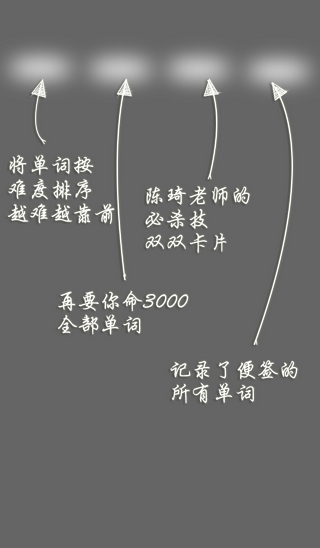 将单词按
难度排序
越难越靠前
陈琦老师的
必杀技
双双卡片
再要你命3000
全部单词
记录了便签的
所有单词